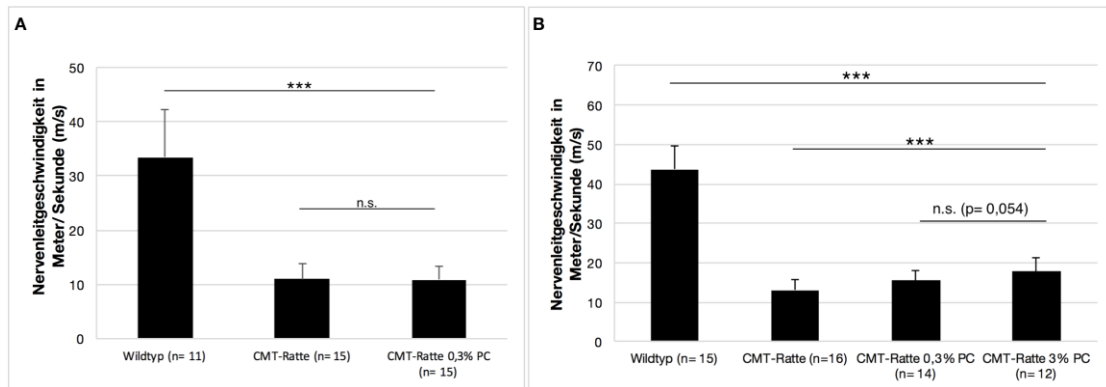 A
Nervenleitgeschwindigkeit in
Meter/ Sekunde (m/s)
50
40
30
20
10
0
***
n.s.
Wildtyp (n= 11)
CMT-Ratte (n= 15)
CMT-Ratte 0,3% PC
(n= 15)
B
Nervenleitgeschwindigkeit in
Meter/Sekunde (m/s)
70
60
50
40
30
20
10
0
***
***
n.s. (p= 0,054)
Wildtyp (n= 15)
CMT-Ratte (n=16)
CMT-Ratte 0,3% PC
(n= 14)
CMT-Ratte 3% PC
(n= 12)